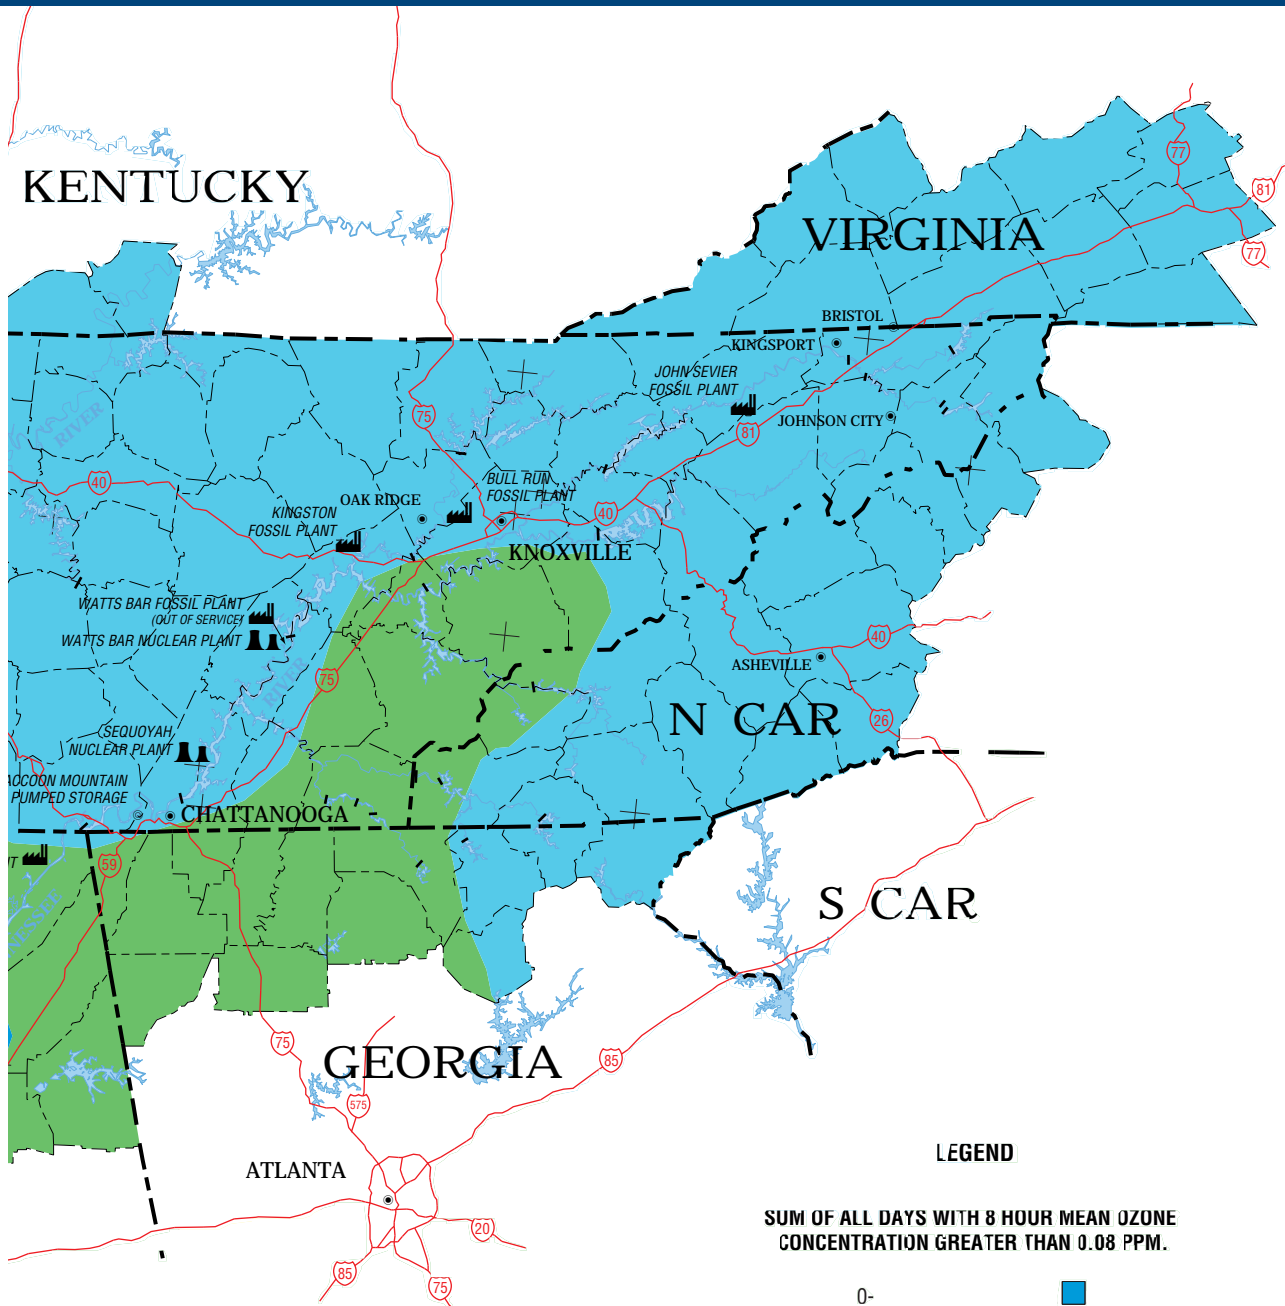 KENTUCKY
VIRGINIA
77
81
77
BRISTOL
KINGSPORT
JOHN SEVIER
FOSSIL PLANT
JOHNSON CITY
81
75
RIVER
40
BULL RUN
FOSSIL PLANT
OAK RIDGE
KINGSTON
FOSSIL PLANT
40
KNOXVILLE
WATTS BAR FOSSIL PLANT
(OUT OF SERVICE)
WATTS BAR NUCLEAR PLANT
40
ASHEVILLE
RIVER
75
N CAR
26
SEQUOYAH
NUCLEAR PLANT
ACCOON MOUNTAIN
PUMPED STORAGE
CHATTANOOGA
NT
59
S CAR
NESSEE
75
GEORGIA
85
575
ATLANTA
20
85
75
LEGEND
SUM OF ALL DAYS WITH 8 HOUR MEAN OZONE
CONCENTRATION GREATER THAN 0.08 PPM.
0-